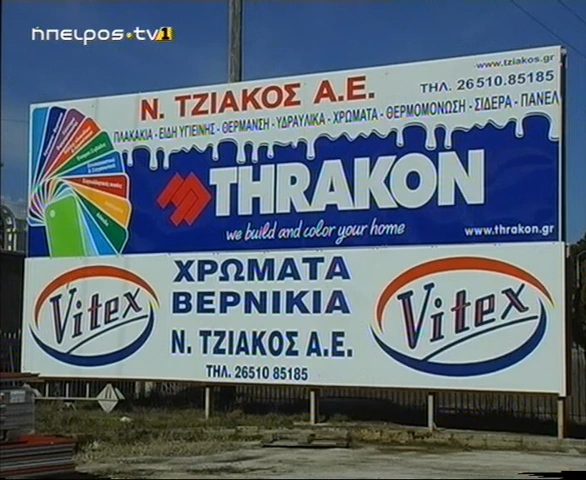 ήπειρος.tv1
www.tziakos.gr
Ν. ΤΖΙΑΚΟΣ Α.Ε.
ΤΗΛ. 26510.85185
ΠΛΑΚΑΚΙΑ - ΕΙΔΗ ΥΓΙΕΙΝΗΣ - ΘΕΡΜΑΝΣΗ - ΥΔΡΑΥΛΙΚΑ - ΧΡΩΜΑΤΑ - ΘΕΡΜΟΜΟΝΩΣΗ - ΣΙΔΕΡΑ - ΠΑΝΕΛ
THRAKON
we build and color your home
www.thrakon.gr
Vitex
ΧΡΩΜΑΤΑ
ΒΕΡΝΙΚΙΑ
Ν. ΤΖΙΑΚΟΣ Α.Ε.
ΤΗΛ. 26510 85185
Vitex